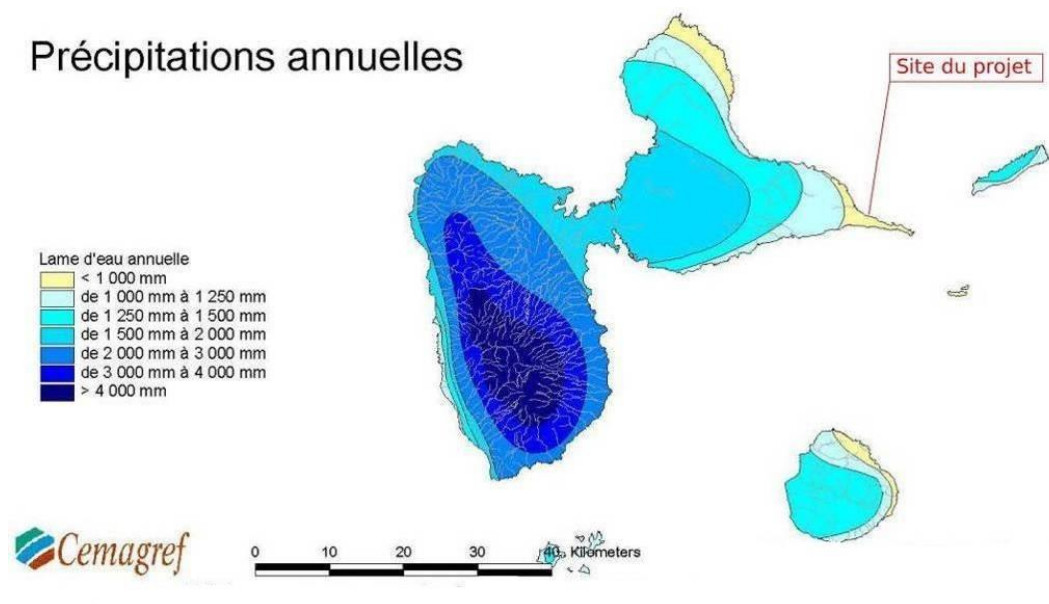 Précipitations annuelles
Site du projet
Lame d'eau annuelle
< 1 000 mm
de 1 000 mm à 1 250 mm
de 1 250 mm à 1 500 mm
de 1 500 mm à 2 000 mm
de 2 000 mm à 3 000 mm
de 3 000 mm à 4 000 mm
> 4 000 mm
Cemagref
0 10 20 30 40 Kilometers